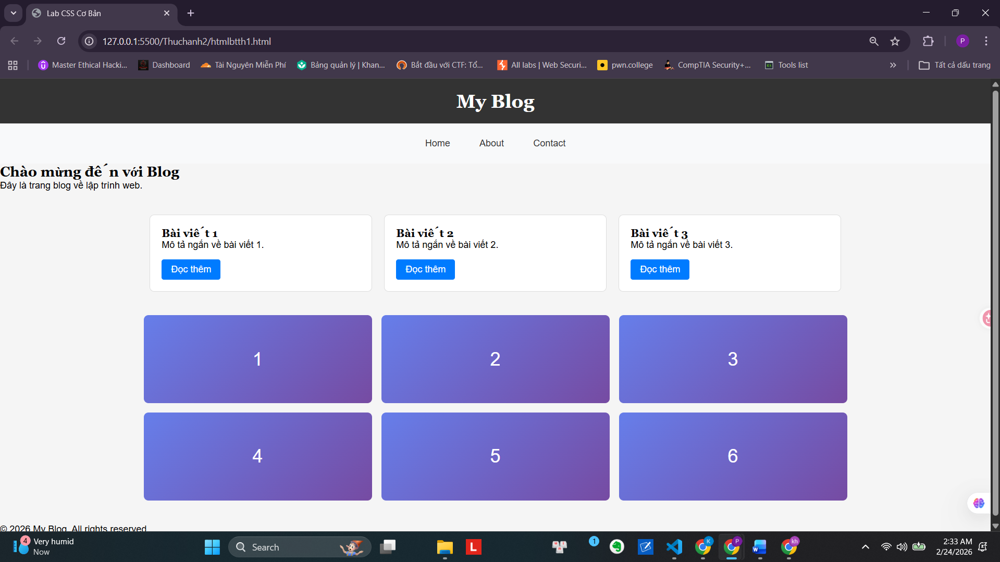 Lab CSS Cơ Bản
127.0.0.1:5500/Thuchanh2/htmlbtth1.html
P
Master Ethical Hacki...
Dashboard
Tài Nguyên Miễn Phí
Bảng quản lý | Khan...
Bắt đầu với CTF: Tổ...
All labs | Web Securi...
pwn.college
CompTIA Security+...
Tools list
Tất cả dấu trang
My Blog
Home About Contact
Chào mừng đến với Blog
Đây là trang blog về lập trình web.
Bài viết 1
Mô tả ngắn về bài viết 1.
Đọc thêm
Bài viết 2
Mô tả ngắn về bài viết 2.
Đọc thêm
Bài viết 3
Mô tả ngắn về bài viết 3.
Đọc thêm
1
2
3
4
5
6
© 2026 My Blog. All rights reserved
4
Very humid
Now
Search
L
1
K
P
W
kh
2:33 AM
2/24/2026